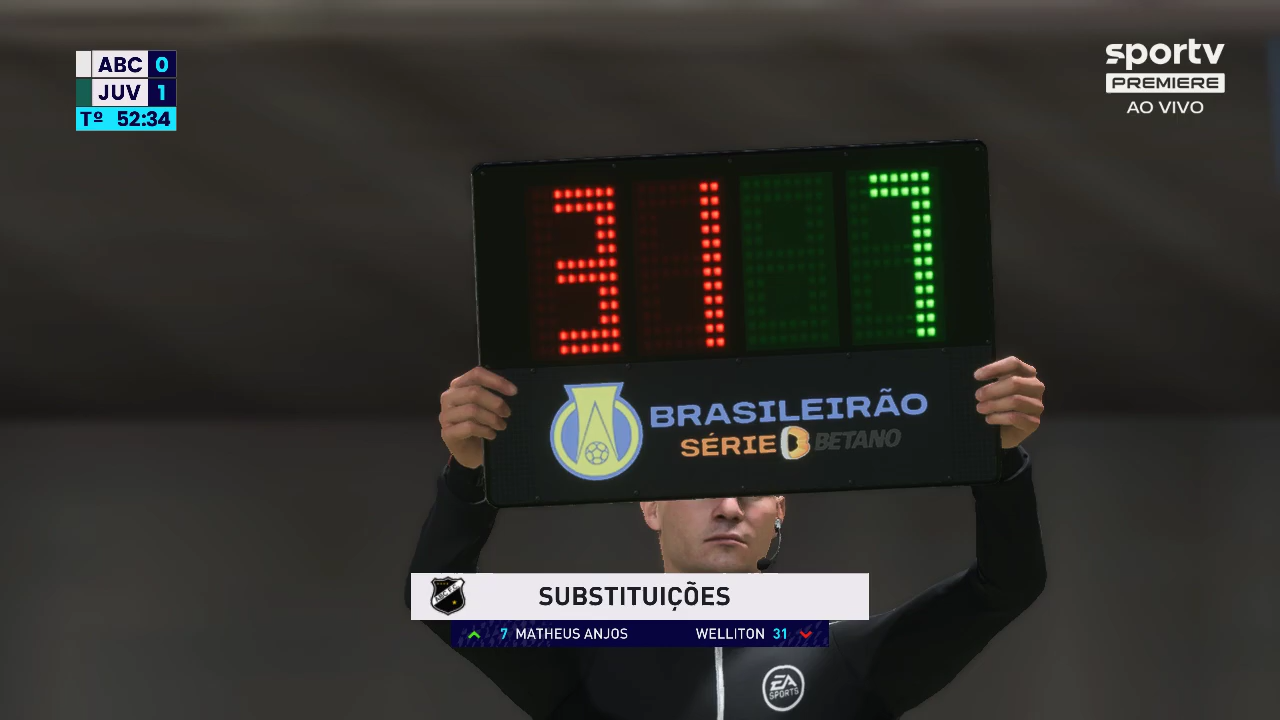 ABC 0
JUV 1
Tº 52:34
sportv
PREMIERE
AO VIVO
31 7
BRASILEIRÃO
SÉRIE B BETANO
ABC F.C.
SUBSTITUIÇÕES
7 MATHEUS ANJOS WELLITON 31
EA
SPORTS